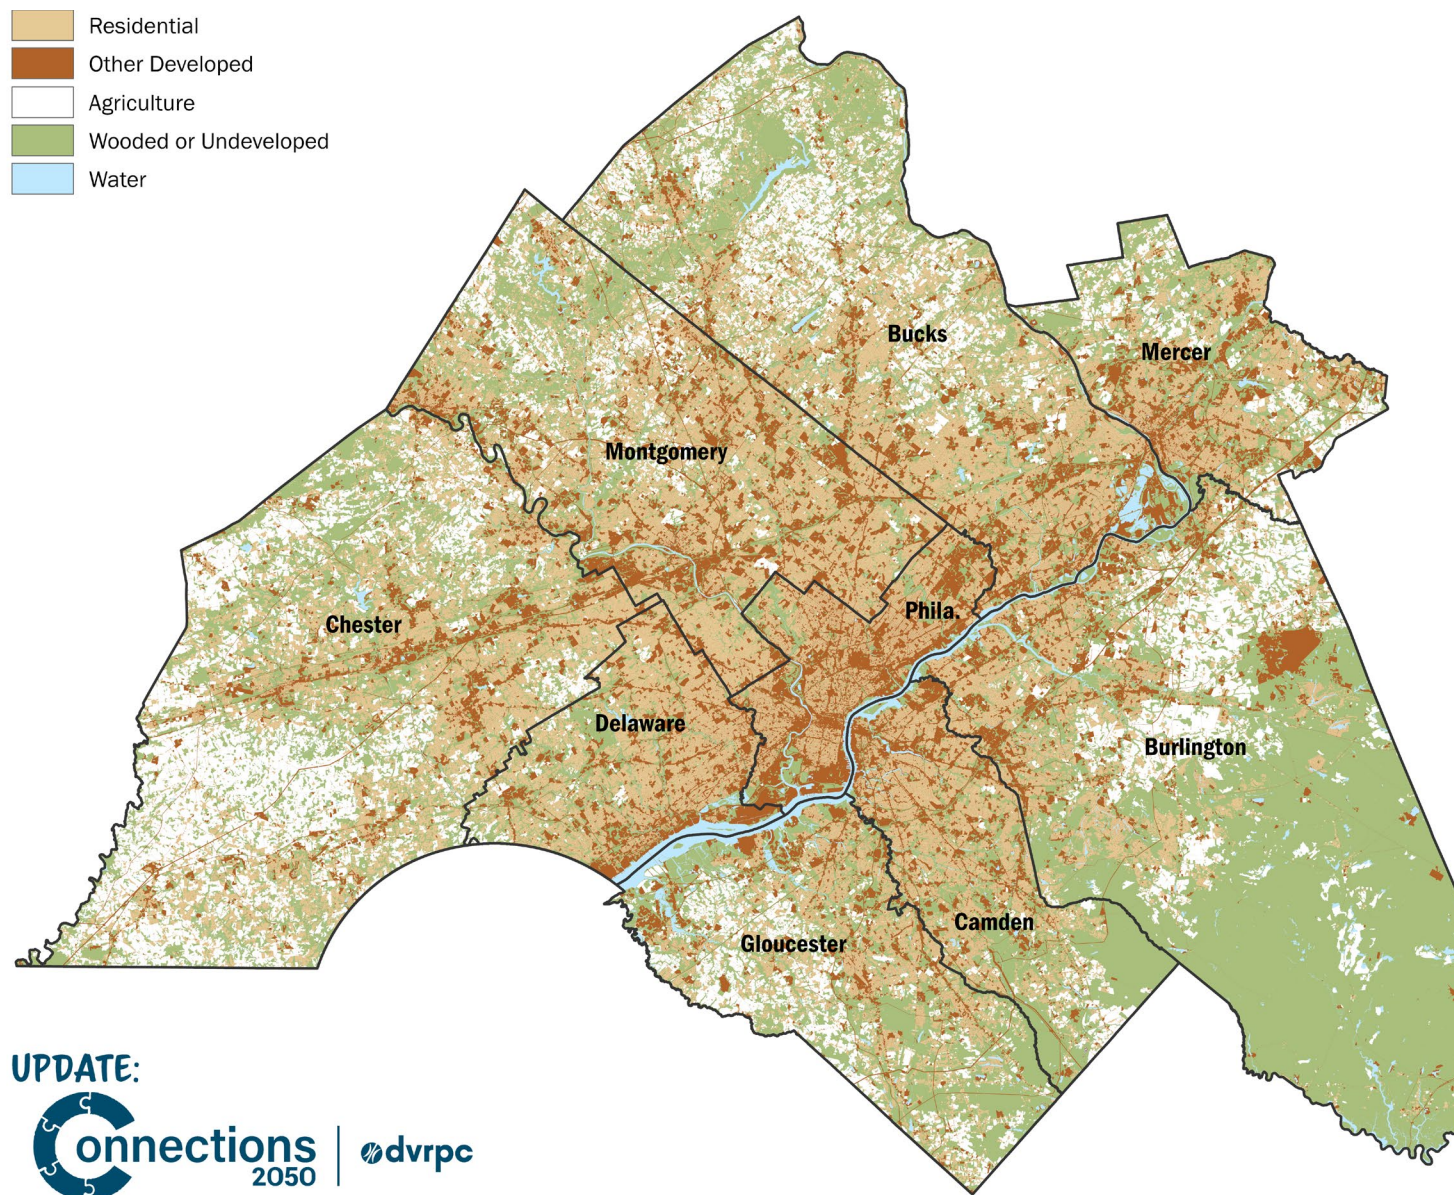 Residential
Other Developed
Agriculture
Wooded or Undeveloped
Water
Bucks
Mercer
Montgomery
Phila.
Chester
Delaware
Burlington
Camden
Gloucester
UPDATE:
Connections
2050
dvrpc